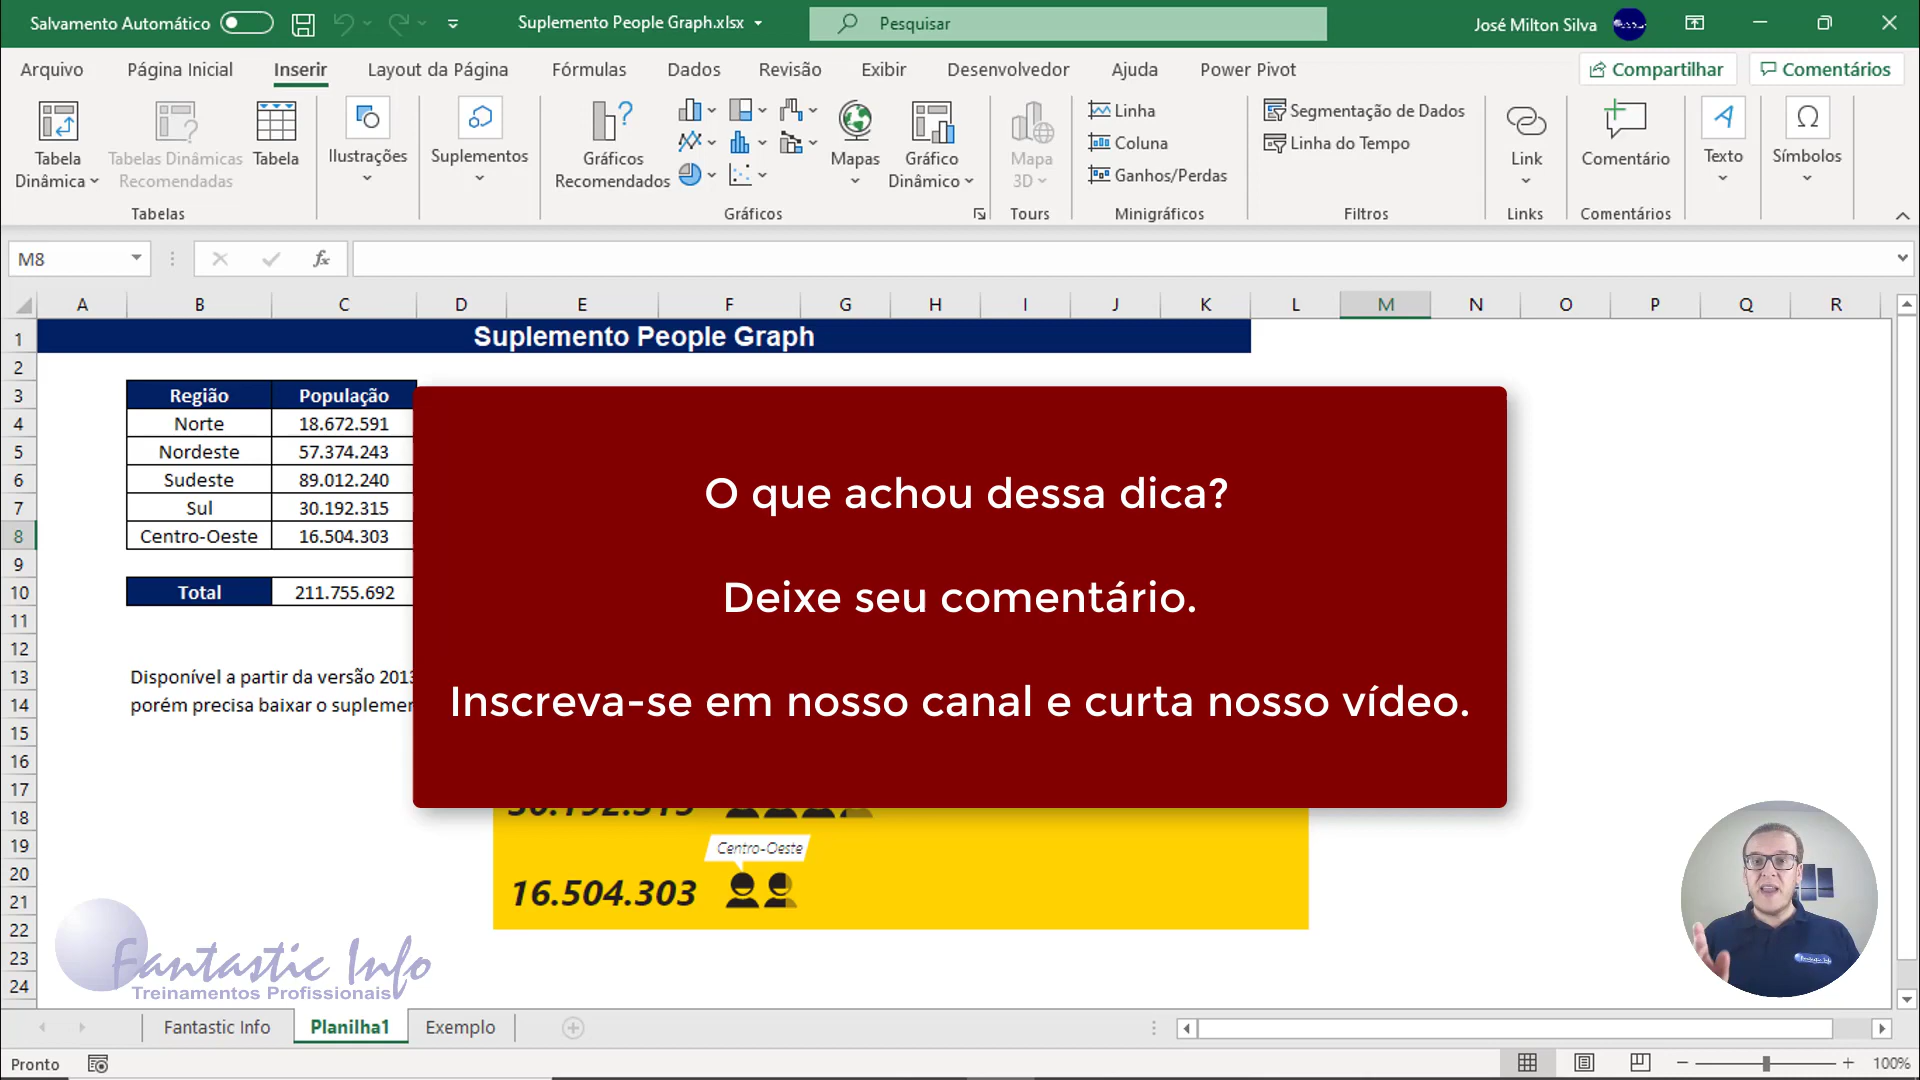 Salvamento Automático
Suplemento People Graph.xlsx
Pesquisar
José Milton Silva
Arquivo
Página Inicial
Inserir
Layout da Página
Fórmulas
Dados
Revisão
Exibir
Desenvolvedor
Ajuda
Power Pivot
Compartilhar
Comentários
Tabela Dinâmica
Tabelas Dinâmicas Recomendadas
Tabela
Ilustrações
Suplementos
Gráficos Recomendados
Mapas
Gráfico Dinâmico
Mapa 3D
Linha
Coluna
Ganhos/Perdas
Segmentação de Dados
Linha do Tempo
Link
Comentário
Texto
Símbolos
Tabelas
Gráficos
Tours
Minigráficos
Filtros
Links
Comentários
M8
fx
A B C D E F G H I J K L M N O P Q R
1 Suplemento People Graph
2
3 Região População
4 Norte 18.672.591
5 Nordeste 57.374.243
6 Sudeste 89.012.240
7 Sul 30.192.315
8 Centro-Oeste 16.504.303
9
10 Total 211.755.692
11
12
13 Disponível a partir da versão 2013
14 porém precisa baixar o suplemen
15
16
17
18
19
20
21
22
23
24
O que achou dessa dica?
Deixe seu comentário.
Inscreva-se em nosso canal e curta nosso vídeo.
30.192.315
Centro-Oeste
16.504.303
Fantastic Info
Treinamentos Profissionais
Fantastic Info
Planilha1
Exemplo
Pronto
100%